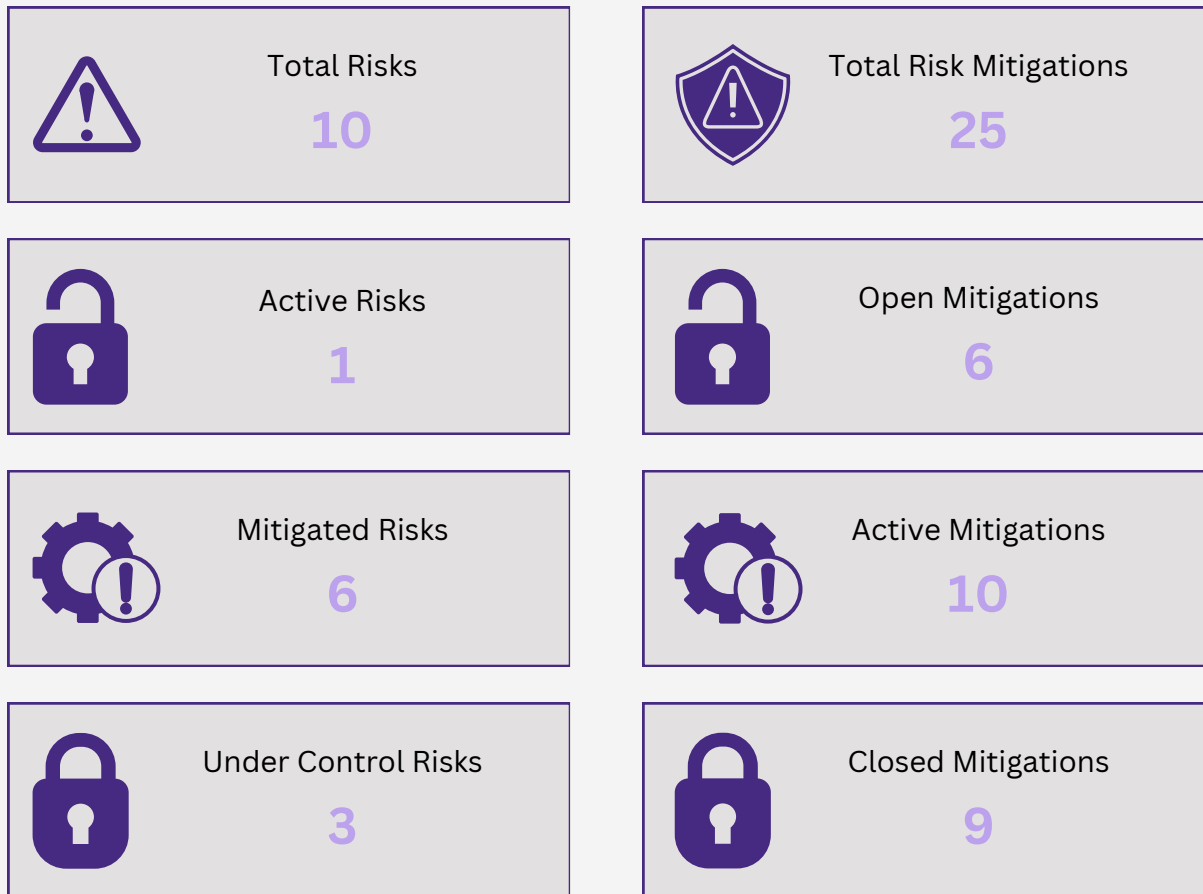 Total Risks
10
Total Risk Mitigations
25
Active Risks
1
Open Mitigations
6
Mitigated Risks
6
Active Mitigations
10
Under Control Risks
3
Closed Mitigations
9